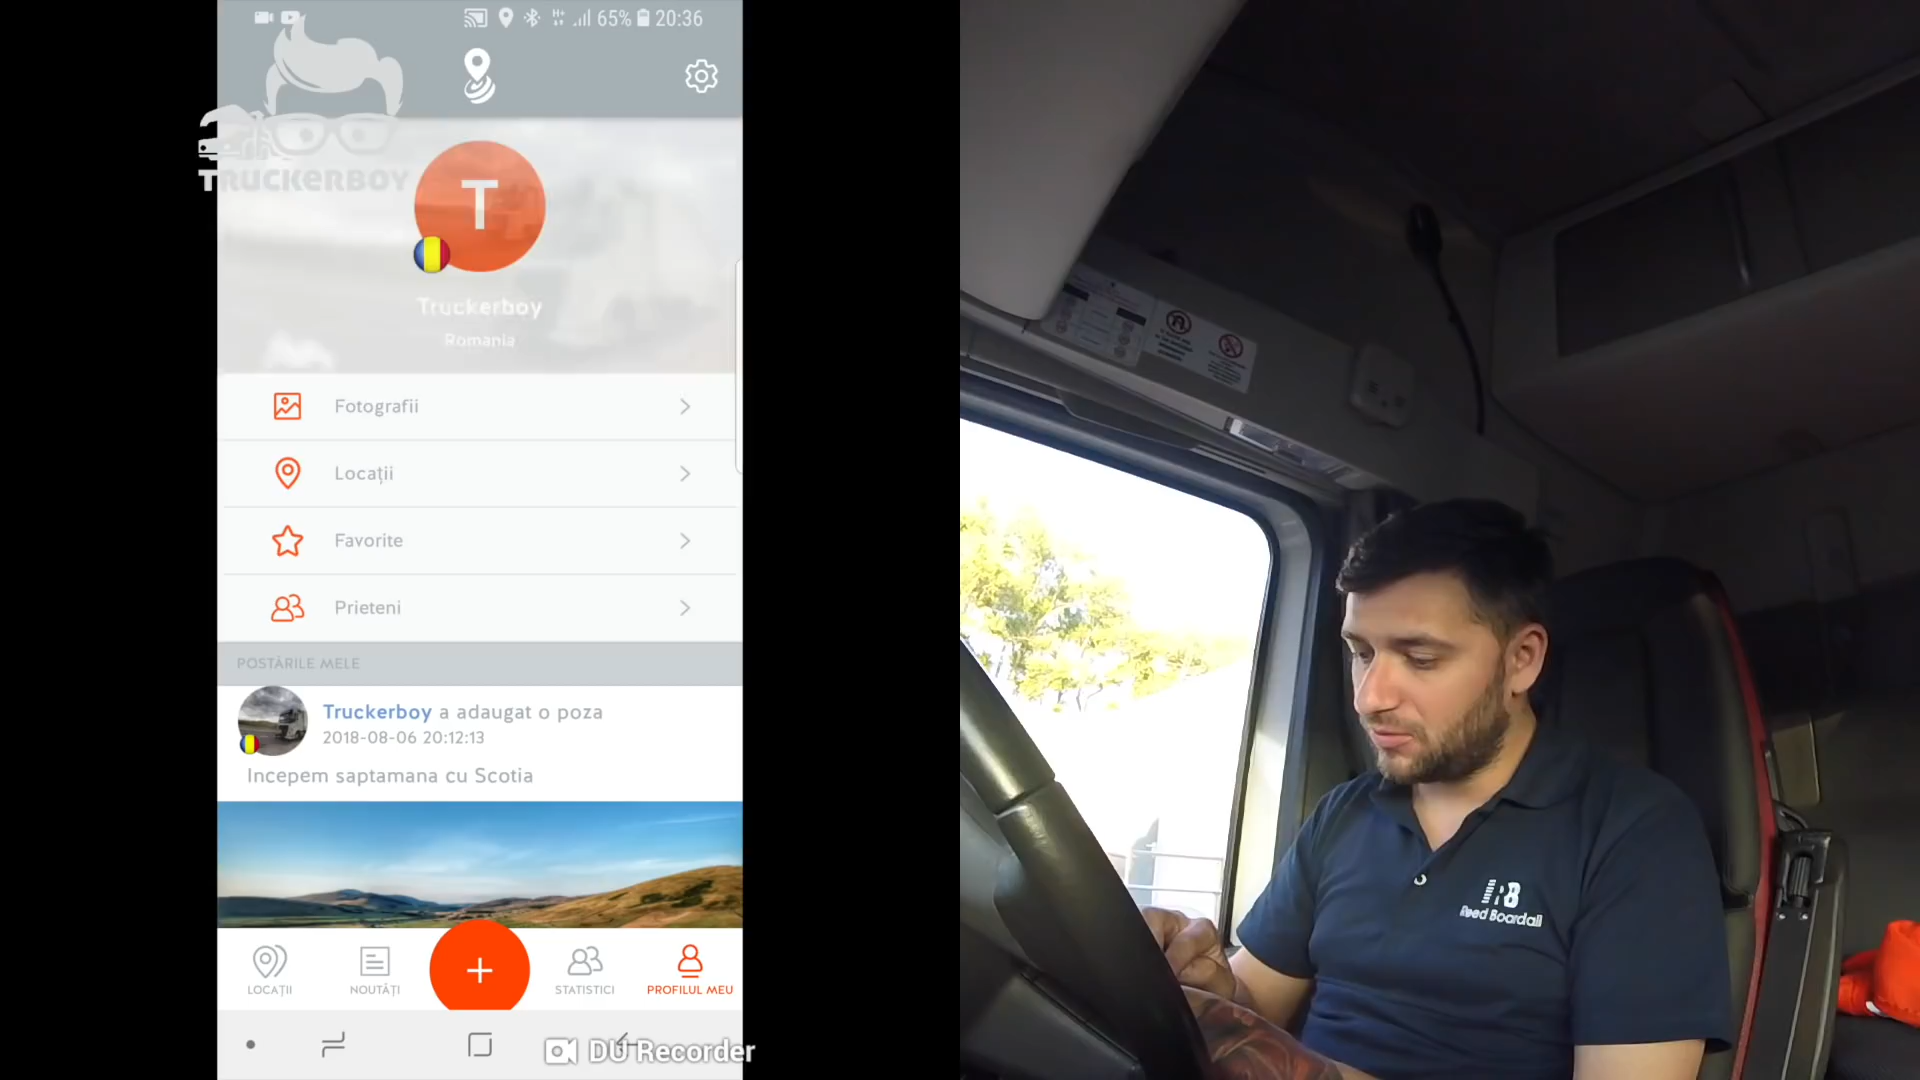 65% 20:36
TRUCKERBOY
T
Truckerboy
Romania
Fotografii
Locații
Favorite
Prieteni
POSTĂRILE MELE
Truckerboy a adaugat o poza
2018-08-06 20:12:13
Incepem saptamana cu Scotia
LOCAȚII
NOUTĂȚI
STATISTICI
PROFILUL MEU
DU Recorder
RB
Reed Boardall